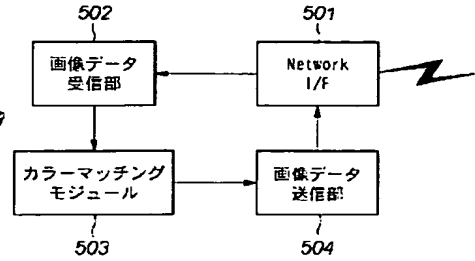 502
501
画像データ
受信部
Network
I/F
カラーマッチング
モジュール
画像データ
送信部
503
504